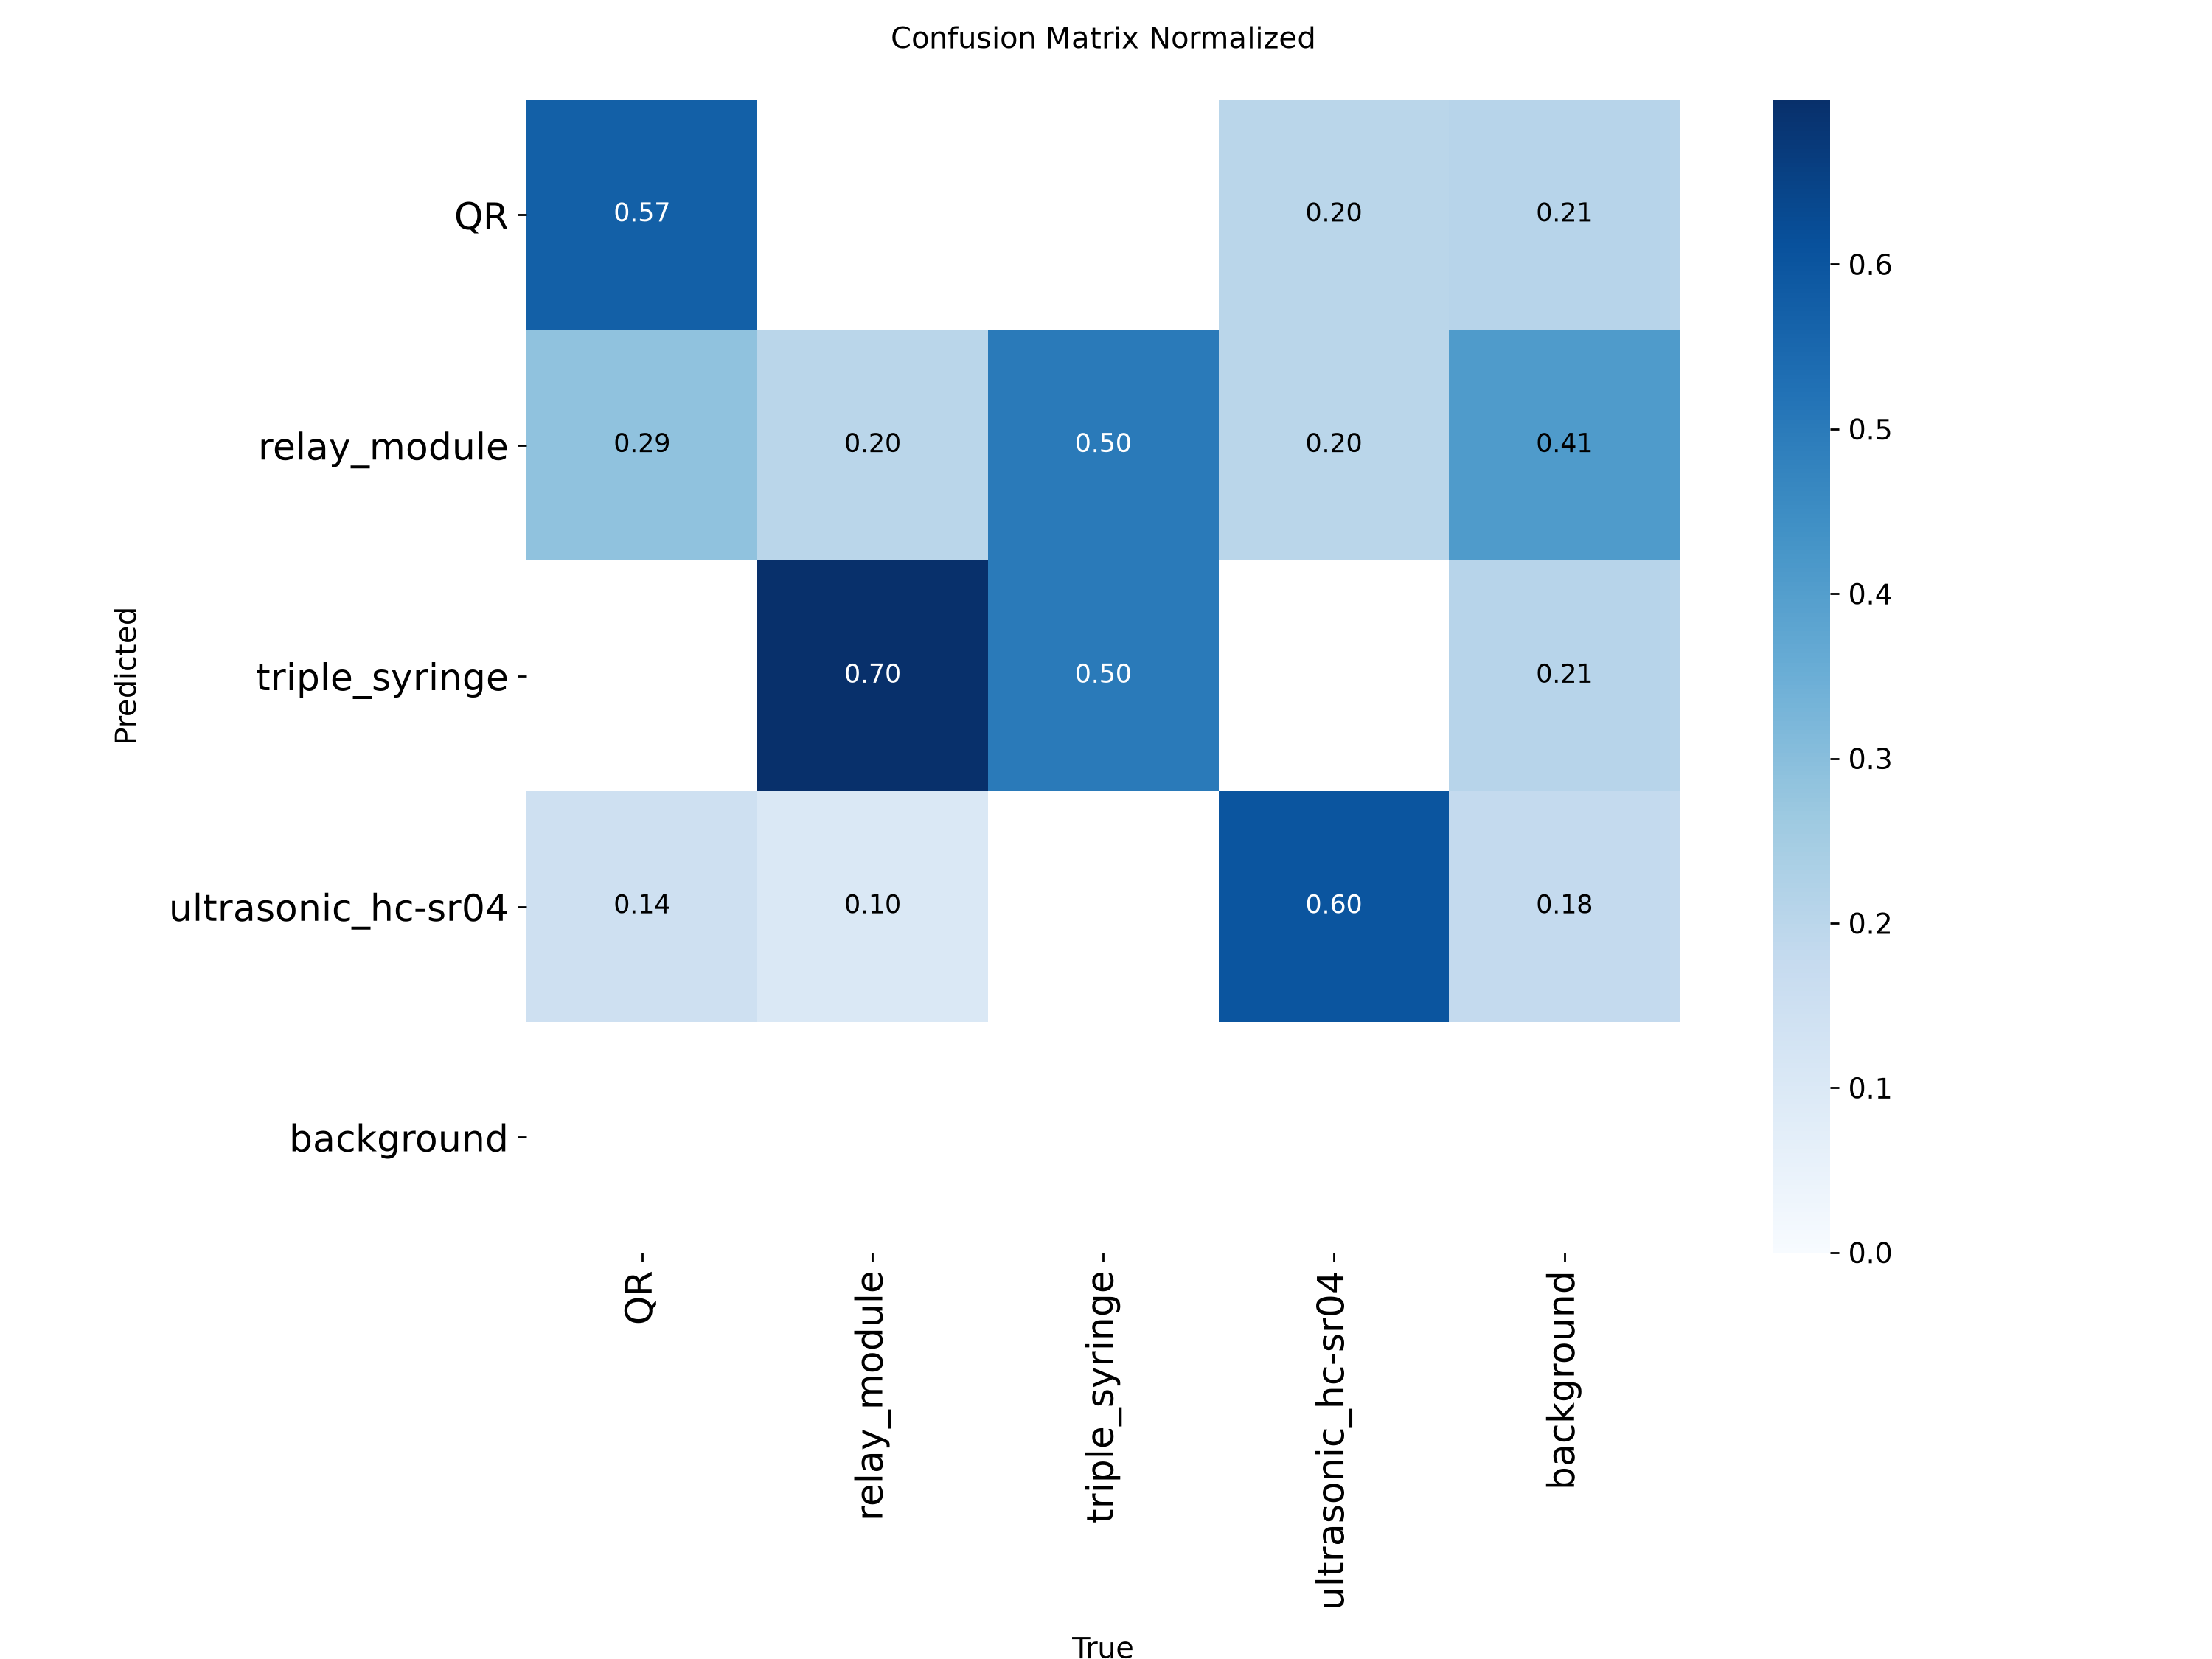 Confusion Matrix Normalized
QR
0.57
0.20
0.21
relay_module
0.29
0.20
0.50
0.20
0.41
triple_syringe
0.70
0.50
0.21
ultrasonic_hc-sr04
0.14
0.10
0.60
0.18
background
Predicted
QR
relay_module
triple_syringe
ultrasonic_hc-sr04
background
True
0.6
0.5
0.4
0.3
0.2
0.1
0.0